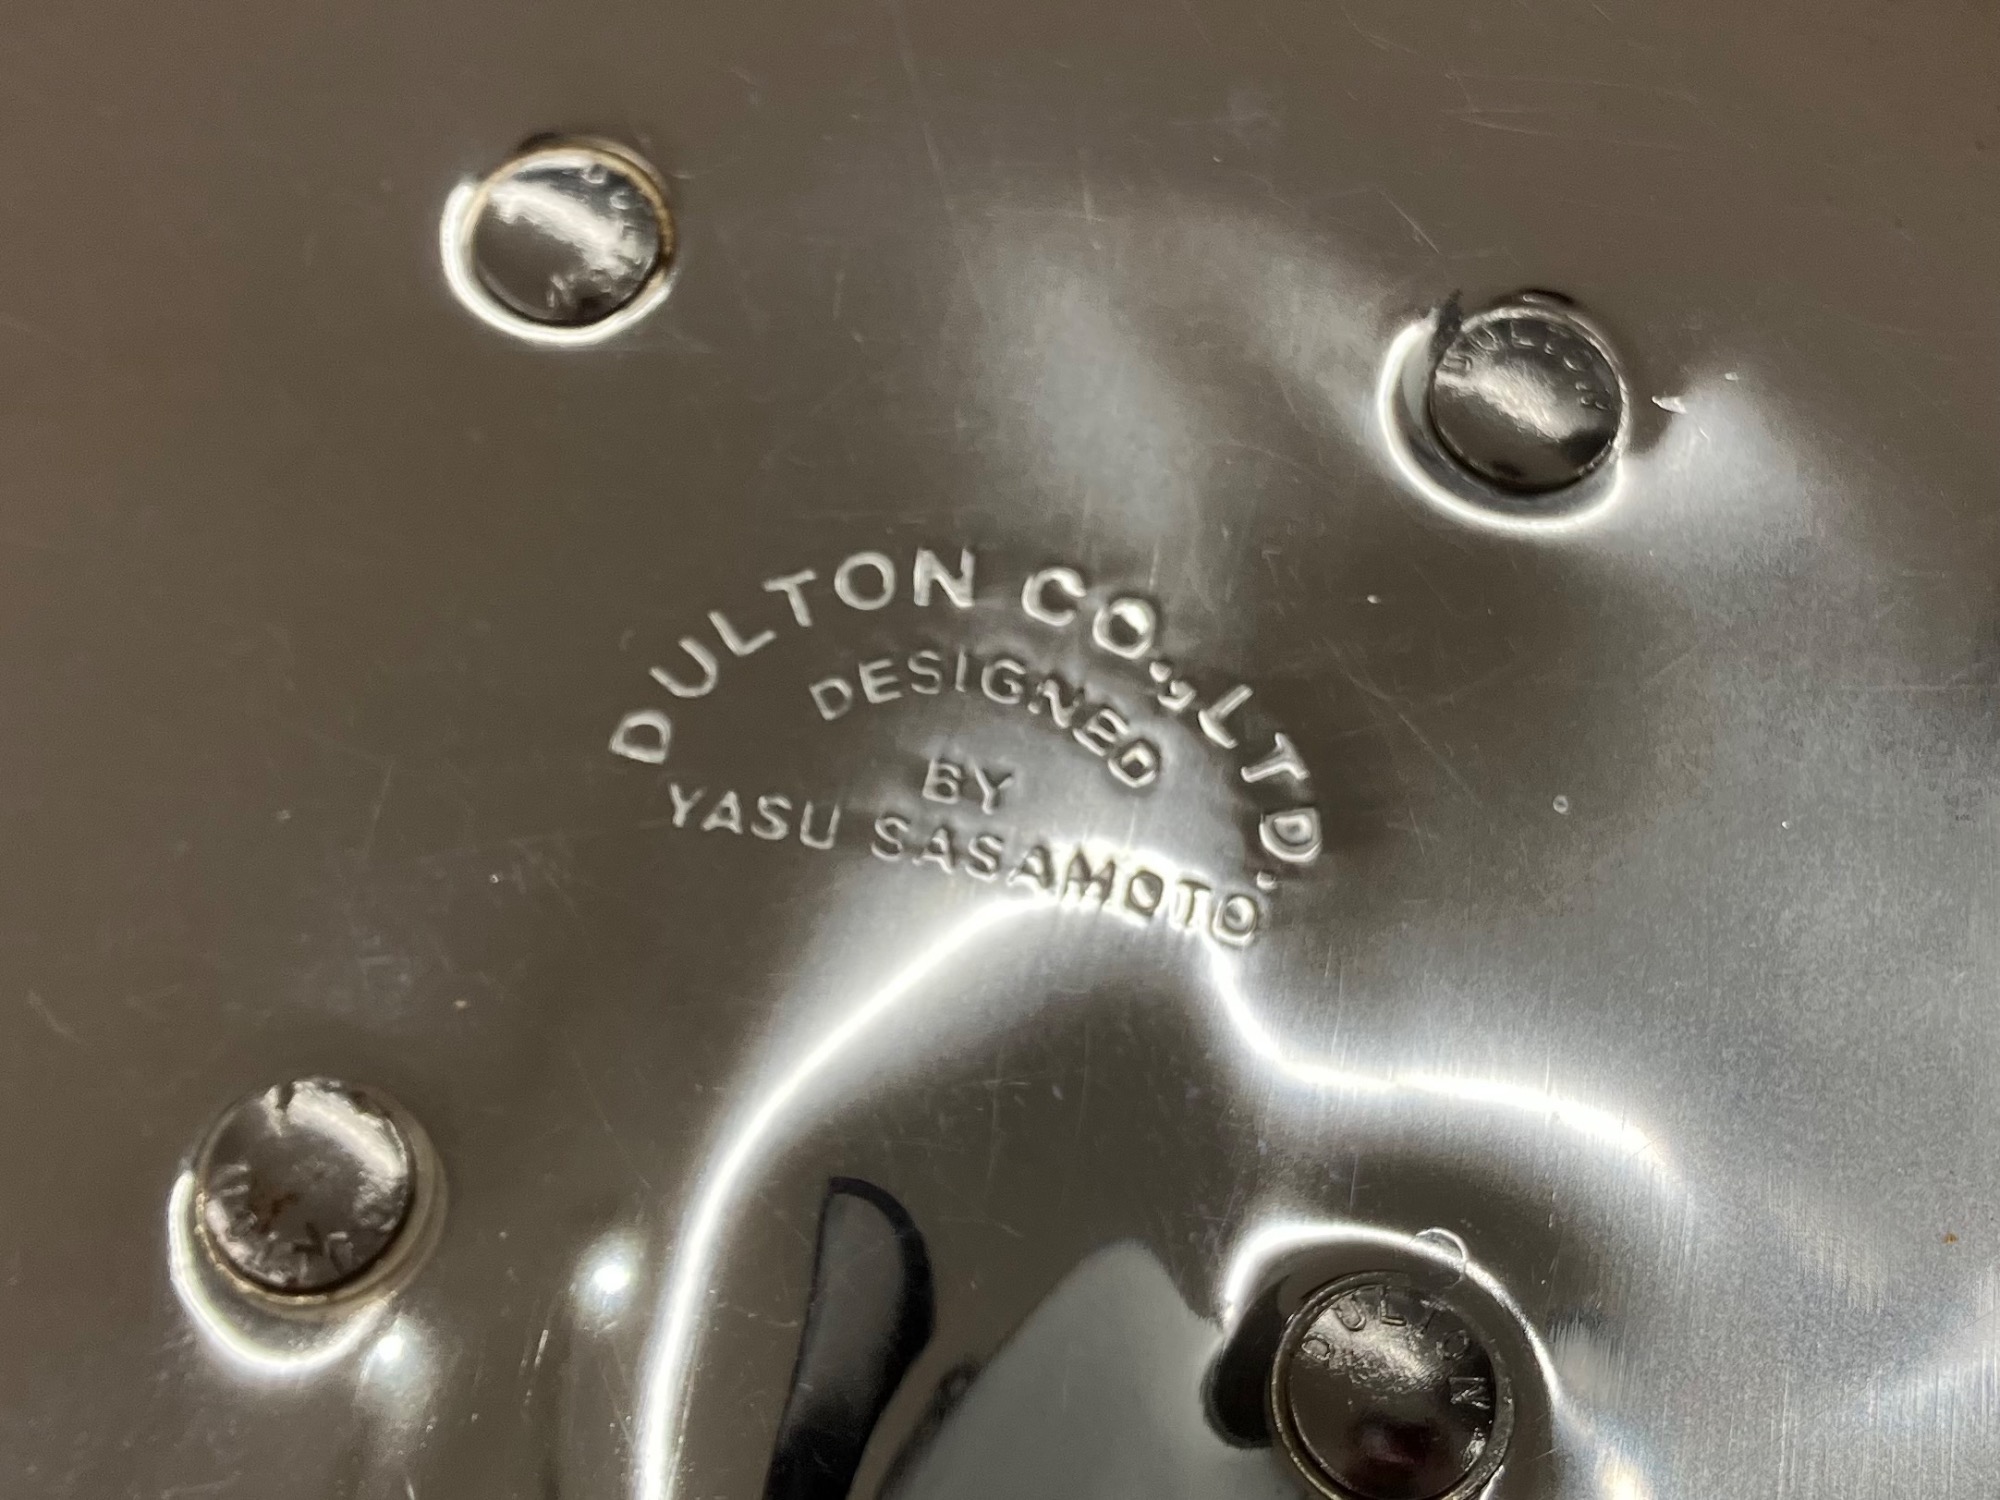 DULTON CO., LTD.
DESIGNED
BY
YASU SASAMOTO
DULTON
DULTON